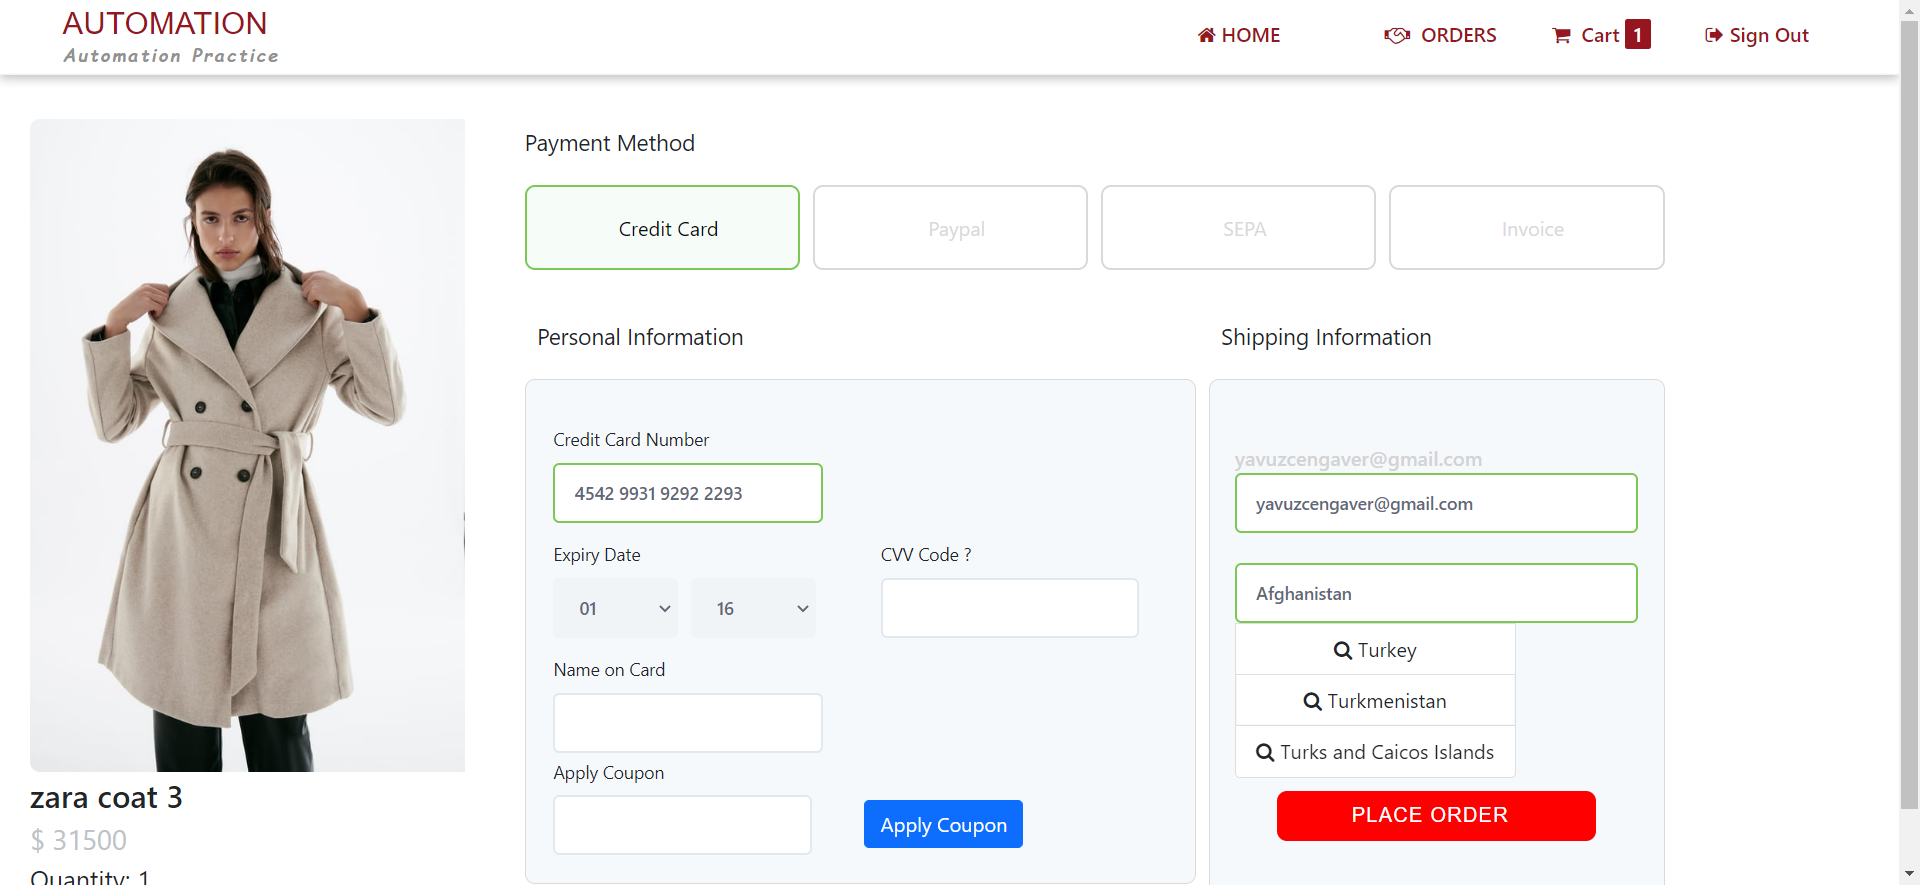 AUTOMATION
Automation Practice
HOME
ORDERS
Cart 1
Sign Out
Payment Method
Credit Card
Paypal
SEPA
Invoice
Personal Information
Credit Card Number
4542 9931 9292 2293
Expiry Date
CVV Code ?
01
16
Name on Card
Apply Coupon
Apply Coupon
Shipping Information
yavuzcengaver@gmail.com
yavuzcengaver@gmail.com
Afghanistan
Turkey
Turkmenistan
Turks and Caicos Islands
PLACE ORDER
zara coat 3
$ 31500
Quantity: 1